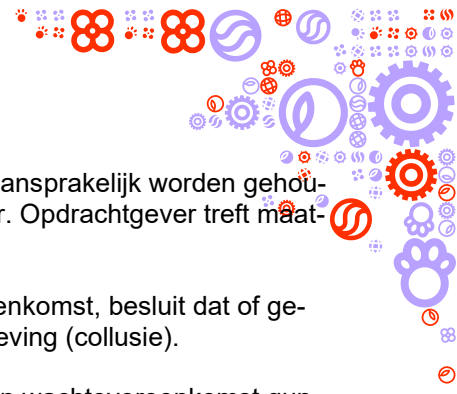 ansprakelijk worden gehou-
r. Opdrachtgever treft maat-
enkomst, besluit dat of ge-
eving (collusie).